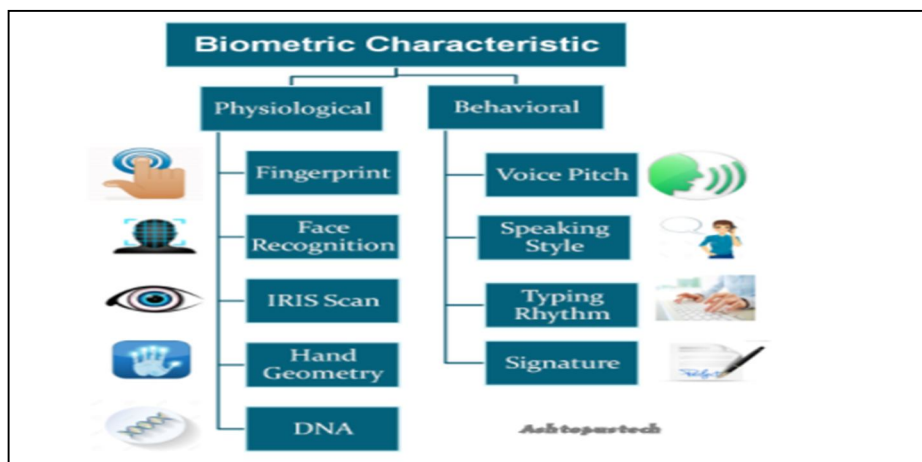 Biometric Characteristic
Physiological
Behavioral
Fingerprint
Face
Recognition
IRIS Scan
Hand
Geometry
DNA
Voice Pitch
Speaking
Style
Typing
Rhythm
Signature
Ashtopustech